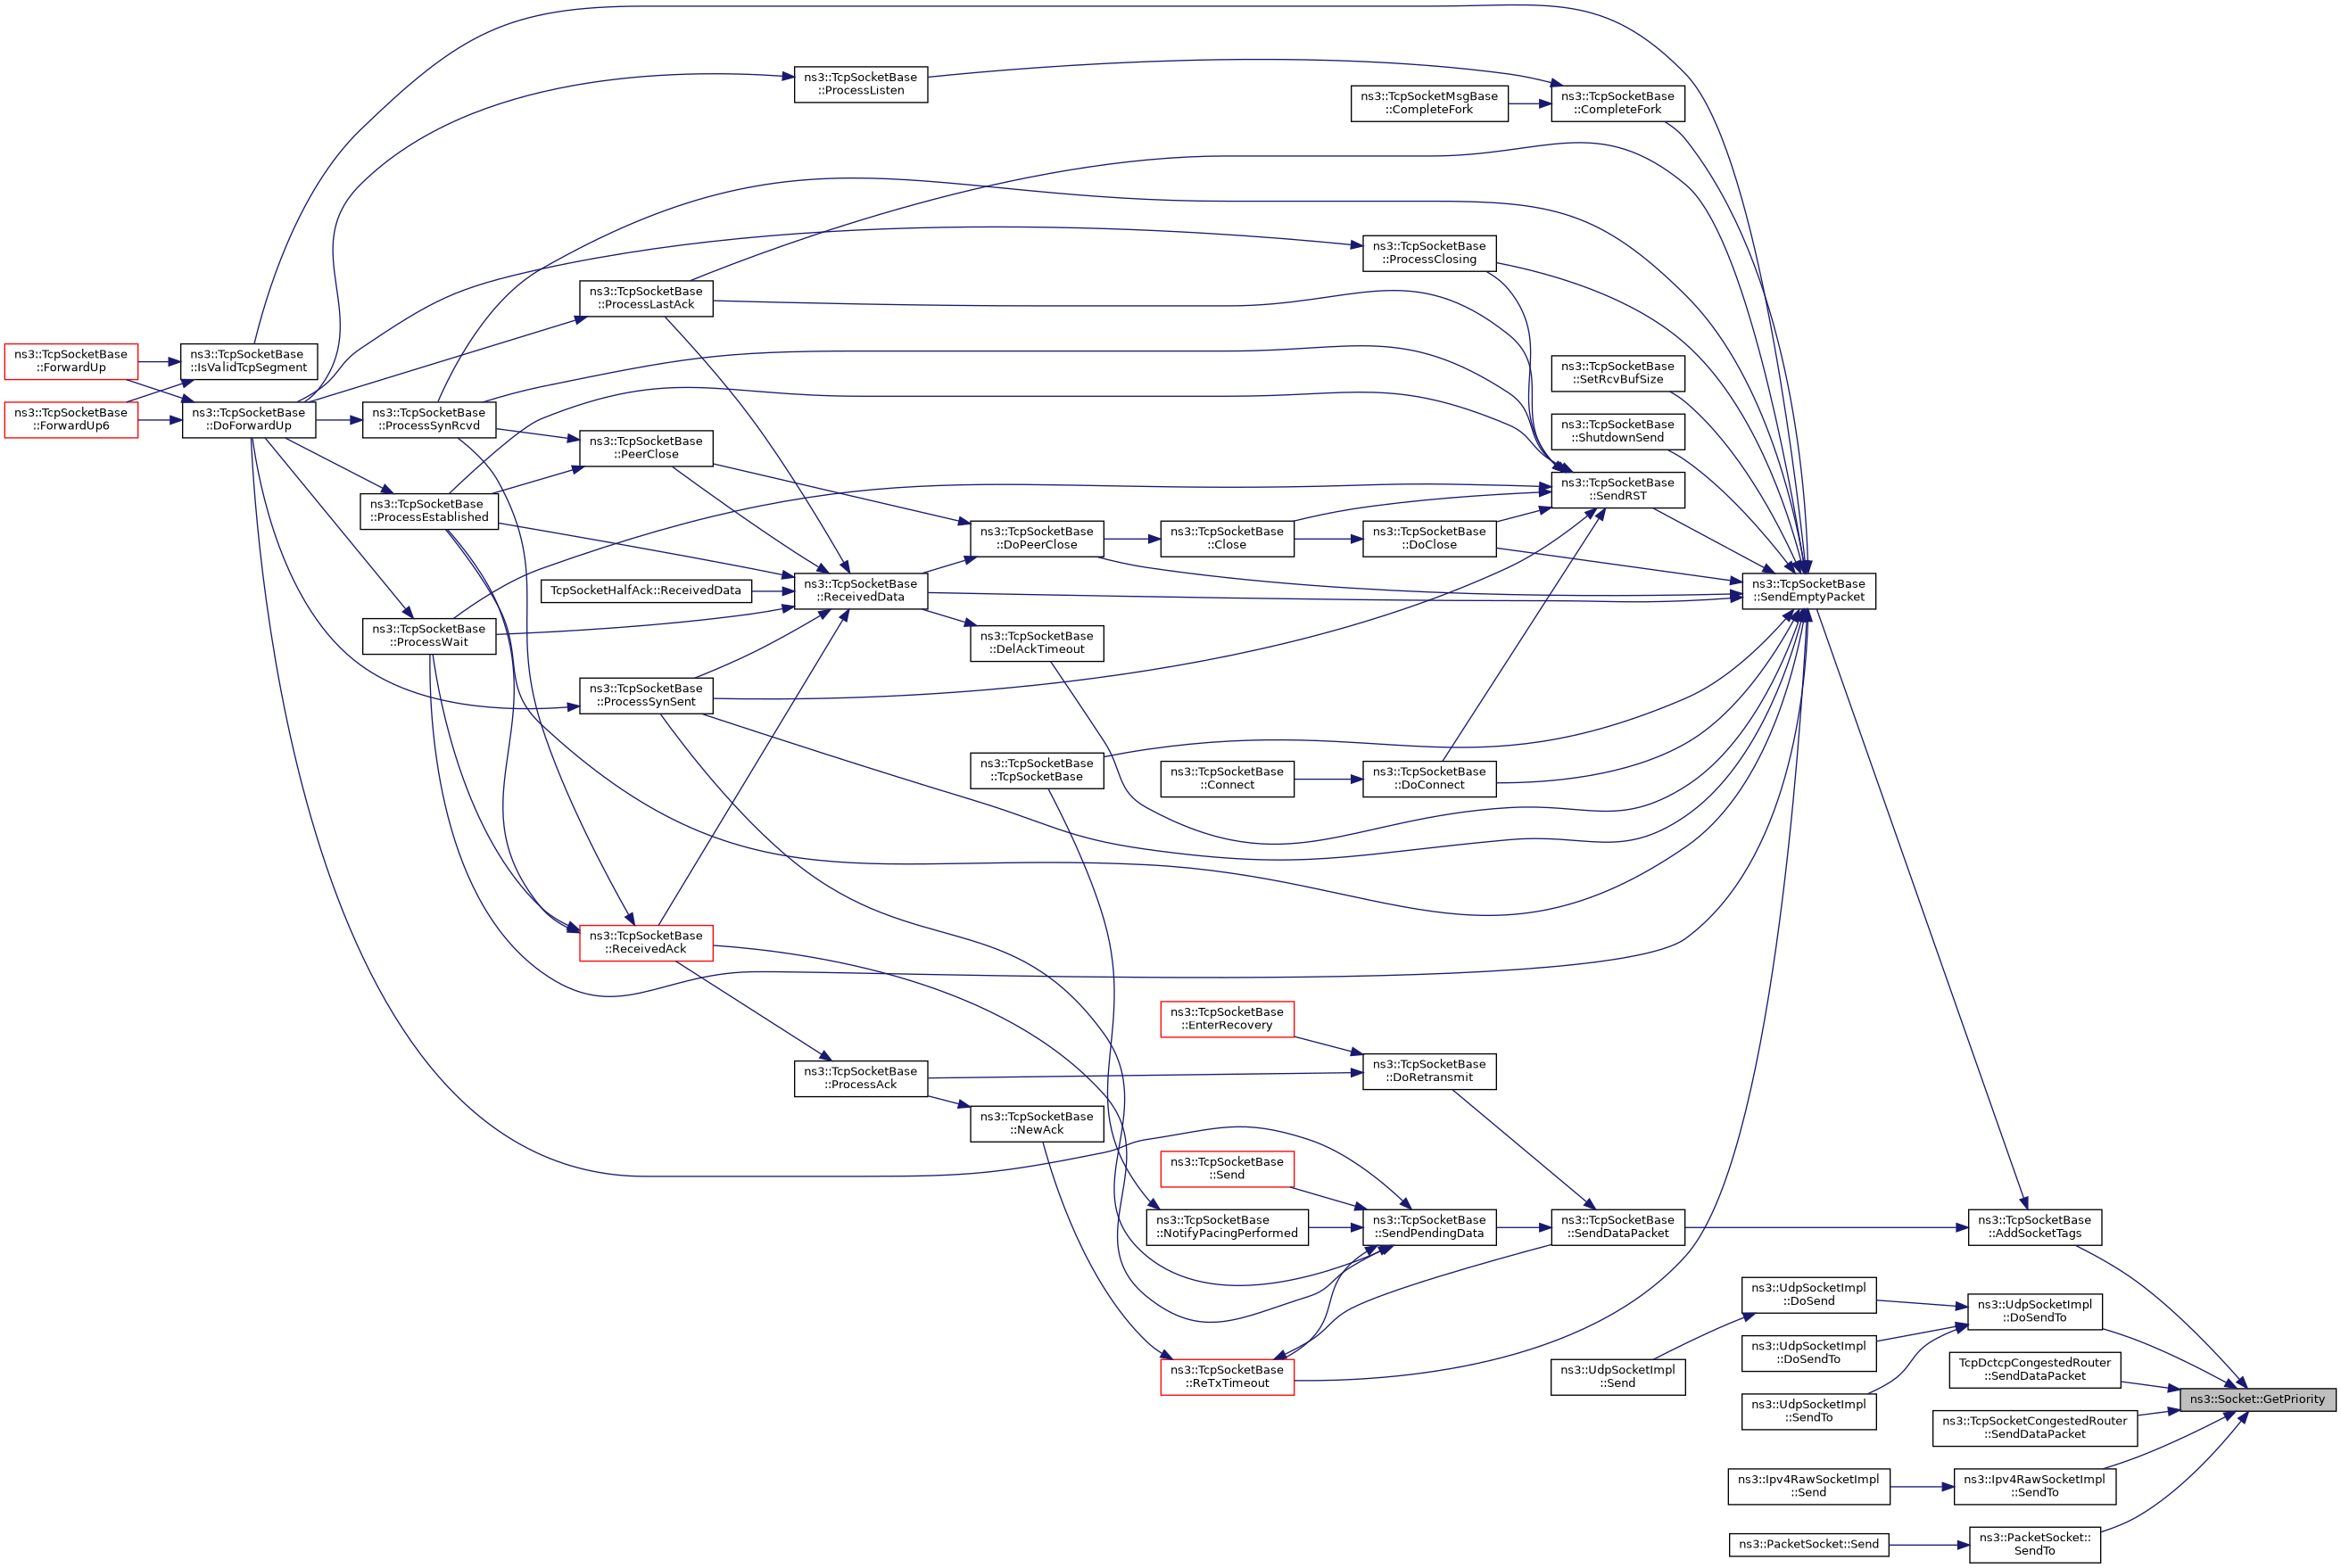 ns3::TcpSocketBase
::ProcessListen
ns3::TcpSocketMsgBase
::CompleteFork
ns3::TcpSocketBase
::CompleteFork
ns3::TcpSocketBase
::ProcessClosing
ns3::TcpSocketBase
::ProcessLastAck
ns3::TcpSocketBase
::ForwardUp
ns3::TcpSocketBase
::IsValidTcpSegment
ns3::TcpSocketBase
::SetRcvBufSize
ns3::TcpSocketBase
::ForwardUp6
ns3::TcpSocketBase
::DoForwardUp
ns3::TcpSocketBase
::ProcessSynRcvd
ns3::TcpSocketBase
::ShutdownSend
ns3::TcpSocketBase
::PeerClose
ns3::TcpSocketBase
::SendRST
ns3::TcpSocketBase
::ProcessEstablished
ns3::TcpSocketBase
::DoPeerClose
ns3::TcpSocketBase
::Close
ns3::TcpSocketBase
::DoClose
TcpSocketHalfAck::ReceivedData
ns3::TcpSocketBase
::ReceivedData
ns3::TcpSocketBase
::SendEmptyPacket
ns3::TcpSocketBase
::ProcessWait
ns3::TcpSocketBase
::DelAckTimeout
ns3::TcpSocketBase
::ProcessSynSent
ns3::TcpSocketBase
::TcpSocketBase
ns3::TcpSocketBase
::Connect
ns3::TcpSocketBase
::DoConnect
ns3::TcpSocketBase
::ReceivedAck
ns3::TcpSocketBase
::EnterRecovery
ns3::TcpSocketBase
::ProcessAck
ns3::TcpSocketBase
::DoRetransmit
ns3::TcpSocketBase
::NewAck
ns3::TcpSocketBase
::Send
ns3::TcpSocketBase
::NotifyPacingPerformed
ns3::TcpSocketBase
::SendPendingData
ns3::TcpSocketBase
::SendDataPacket
ns3::TcpSocketBase
::AddSocketTags
ns3::UdpSocketImpl
::DoSend
ns3::UdpSocketImpl
::DoSendTo
ns3::UdpSocketImpl
::DoSendTo
ns3::TcpSocketBase
::ReTxTimeout
ns3::UdpSocketImpl
::Send
TcpDctcpCongestedRouter
::SendDataPacket
ns3::Socket::GetPriority
ns3::UdpSocketImpl
::SendTo
ns3::TcpSocketCongestedRouter
::SendDataPacket
ns3::Ipv4RawSocketImpl
::Send
ns3::Ipv4RawSocketImpl
::SendTo
ns3::PacketSocket::Send
ns3::PacketSocket::
SendTo